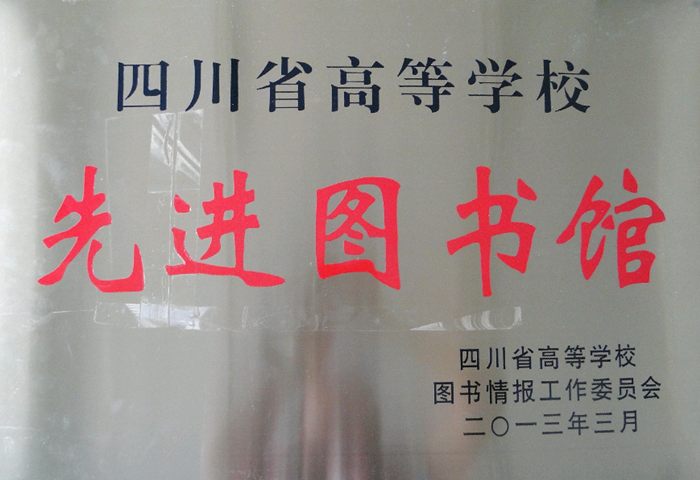 四川省高等学校
先进图书馆
四川省高等学校
图书情报工作委员会
二〇一三年三月